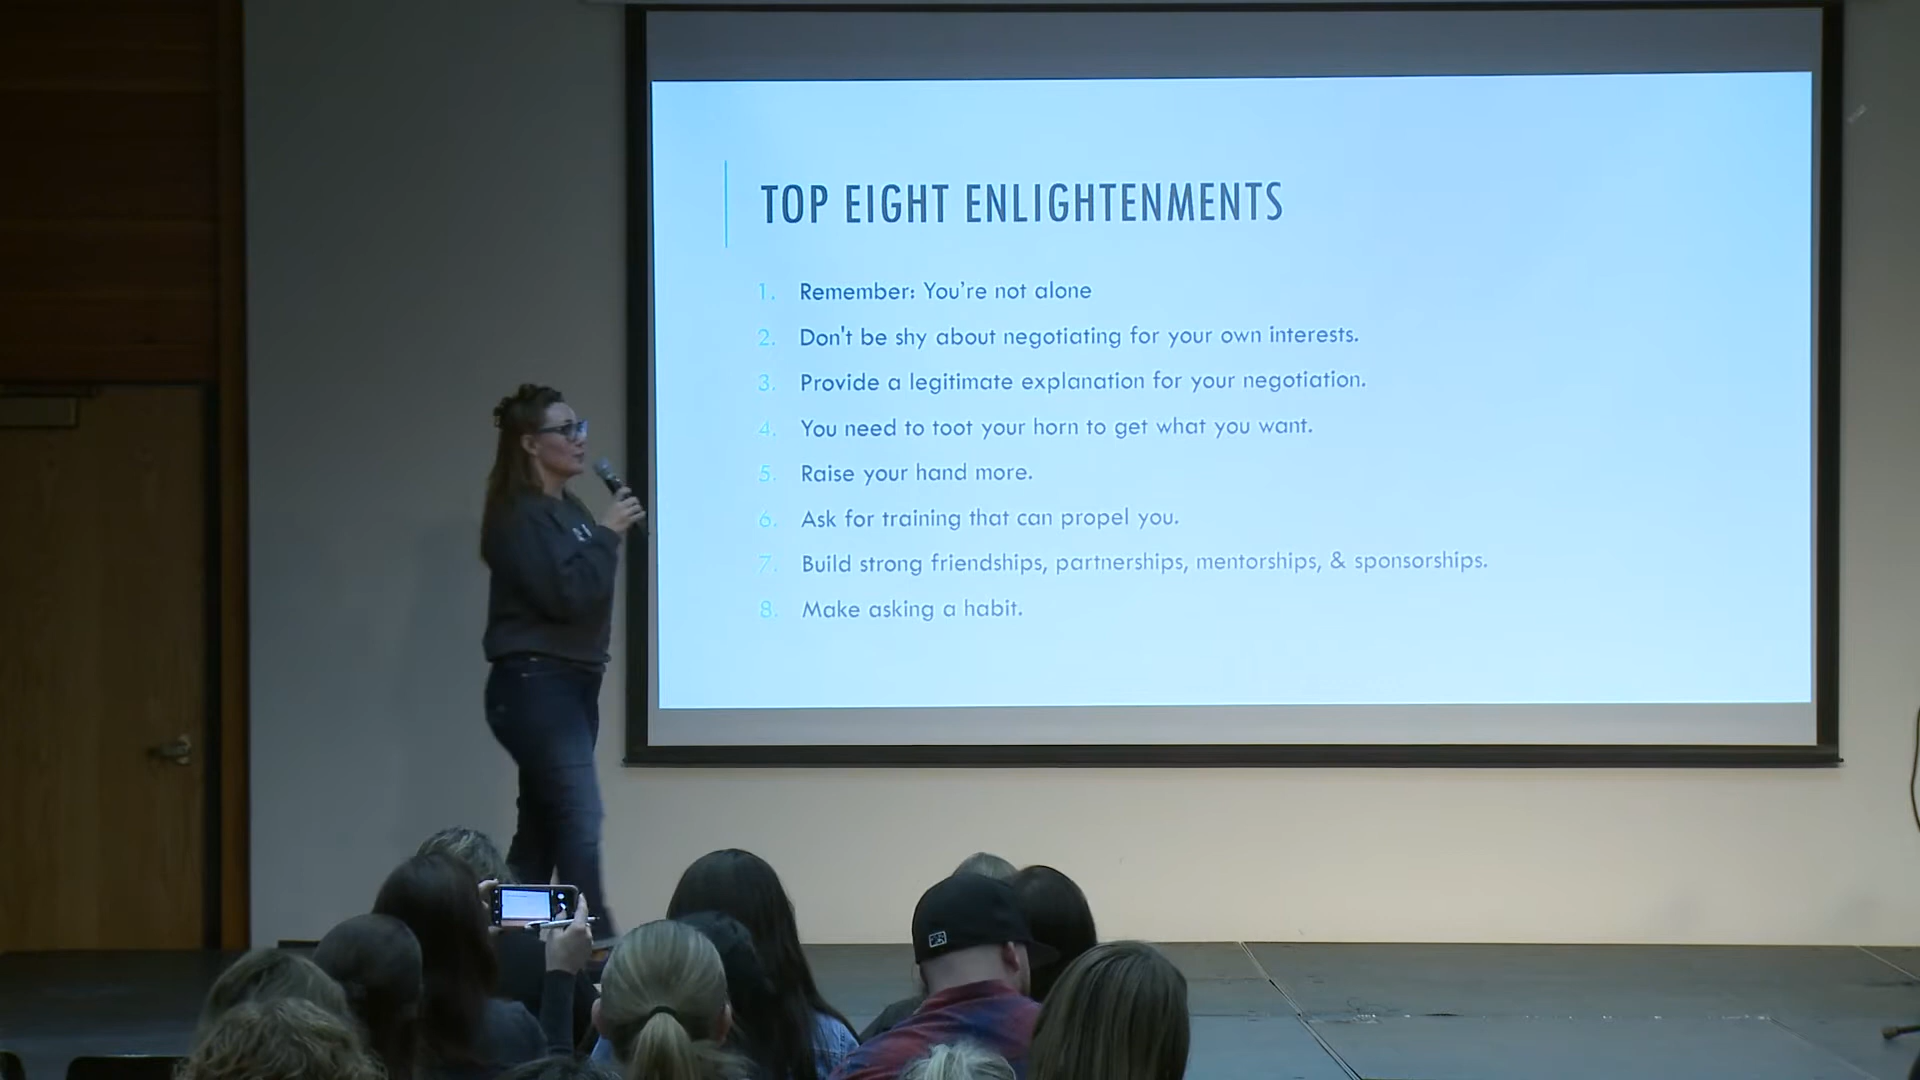 TOP EIGHT ENLIGHTENMENTS
1. Remember: You're not alone
2. Don't be shy about negotiating for your own interests.
3. Provide a legitimate explanation for your negotiation.
4. You need to toot your horn to get what you want.
5. Raise your hand more.
6. Ask for training that can propel you.
7. Build strong friendships, partnerships, mentorships, & sponsorships.
8. Make asking a habit.